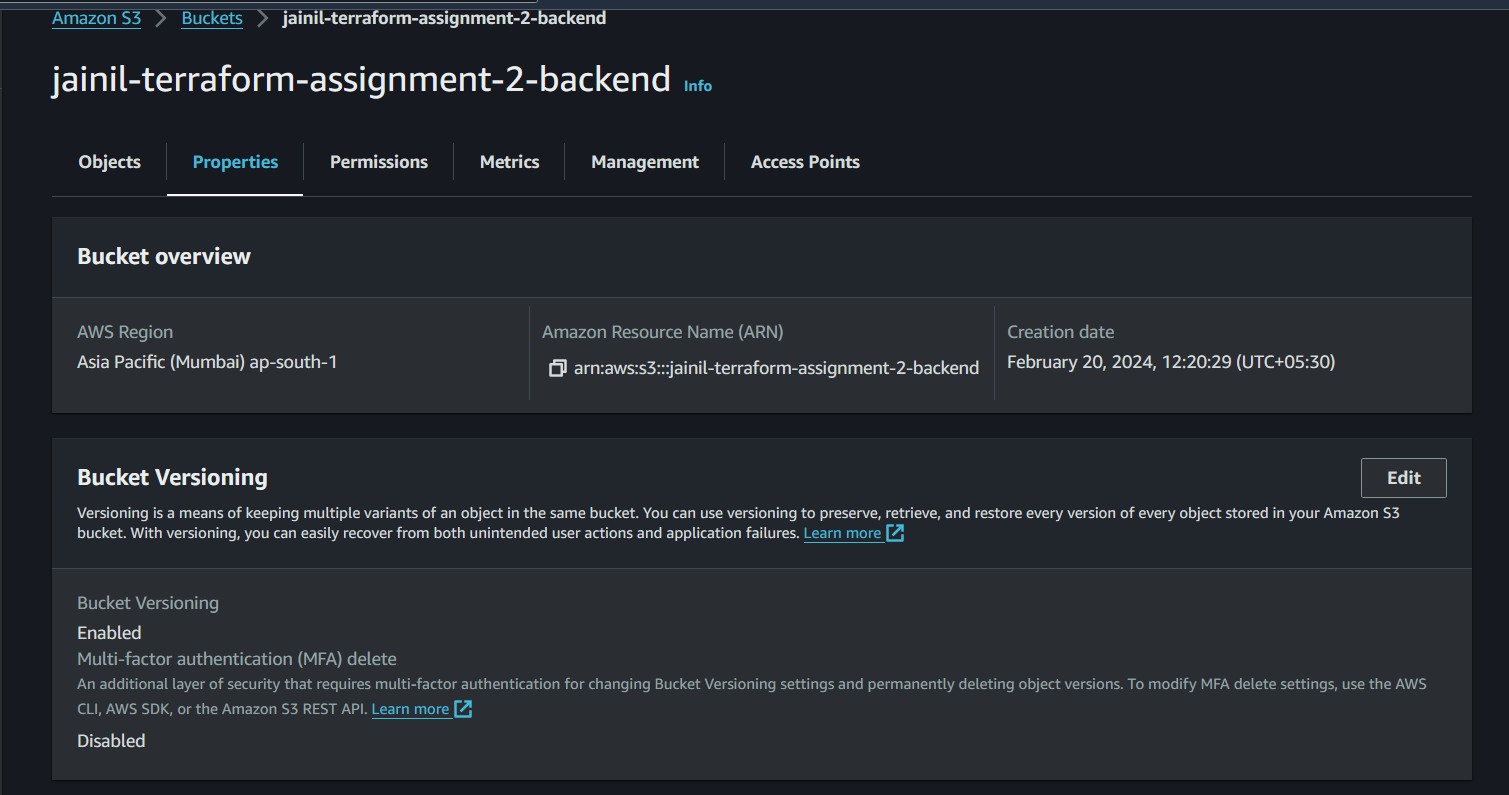 Amazon S3 > Buckets > jainil-terraform-assignment-2-backend
jainil-terraform-assignment-2-backend Info
Objects Properties Permissions Metrics Management Access Points
Bucket overview
AWS Region
Asia Pacific (Mumbai) ap-south-1
Amazon Resource Name (ARN)
arn:aws:s3:::jainil-terraform-assignment-2-backend
Creation date
February 20, 2024, 12:20:29 (UTC+05:30)
Bucket Versioning
Edit
Versioning is a means of keeping multiple variants of an object in the same bucket. You can use versioning to preserve, retrieve, and restore every version of every object stored in your Amazon S3
bucket. With versioning, you can easily recover from both unintended user actions and application failures. Learn more
Bucket Versioning
Enabled
Multi-factor authentication (MFA) delete
An additional layer of security that requires multi-factor authentication for changing Bucket Versioning settings and permanently deleting object versions. To modify MFA delete settings, use the AWS
CLI, AWS SDK, or the Amazon S3 REST API. Learn more
Disabled